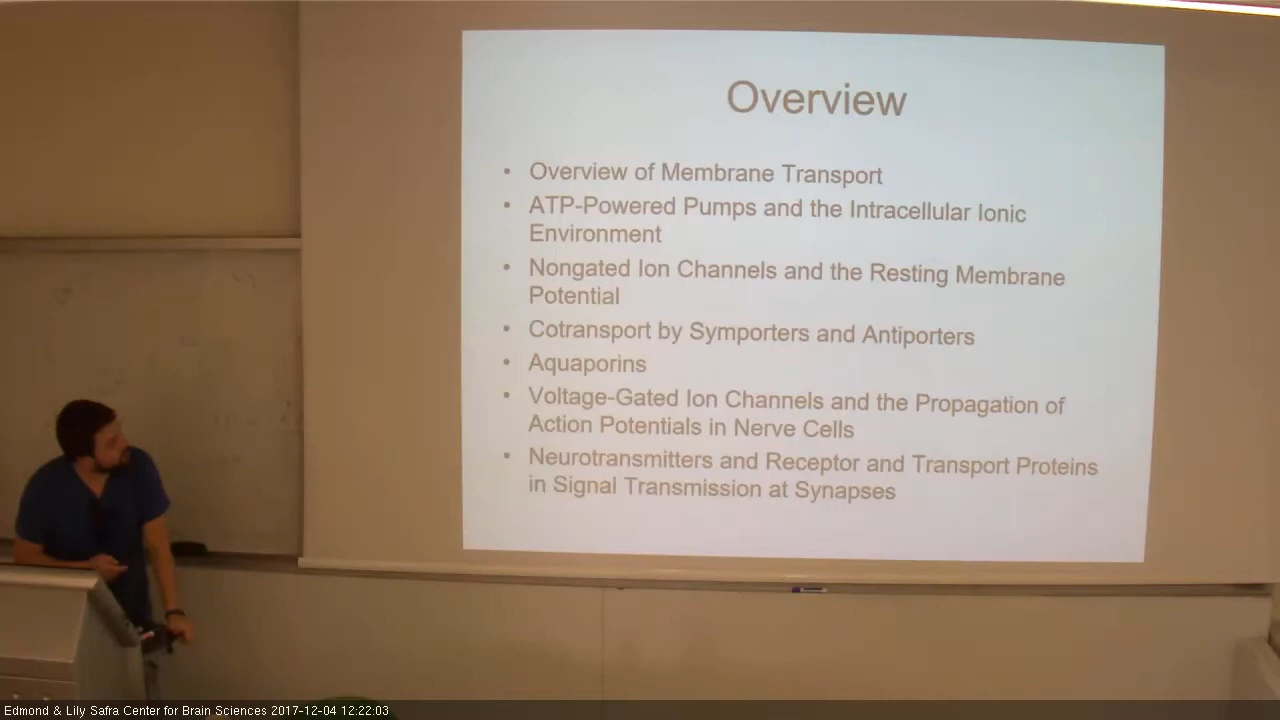 Overview
• Overview of Membrane Transport
• ATP-Powered Pumps and the Intracellular Ionic
Environment
• Nongated Ion Channels and the Resting Membrane
Potential
• Cotransport by Symporters and Antiporters
• Aquaporins
• Voltage-Gated Ion Channels and the Propagation of
Action Potentials in Nerve Cells
• Neurotransmitters and Receptor and Transport Proteins
in Signal Transmission at Synapses
Edmond & Lily Safra Center for Brain Sciences 2017-12-04 12:22:03